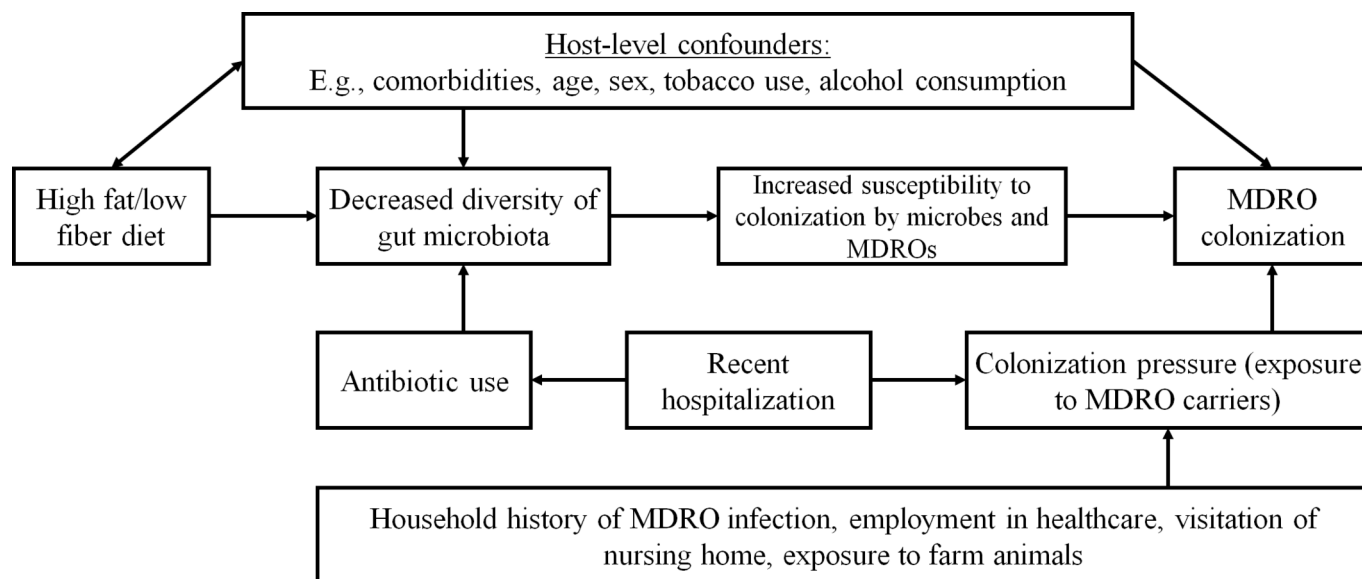 Host-level confounders:
E.g., comorbidities, age, sex, tobacco use, alcohol consumption
High fat/low
fiber diet
Decreased diversity of
gut microbiota
Increased susceptibility to
colonization by microbes and
MDROs
MDRO
colonization
Antibiotic use
Recent
hospitalization
Colonization pressure (exposure
to MDRO carriers)
Household history of MDRO infection, employment in healthcare, visitation of
nursing home, exposure to farm animals